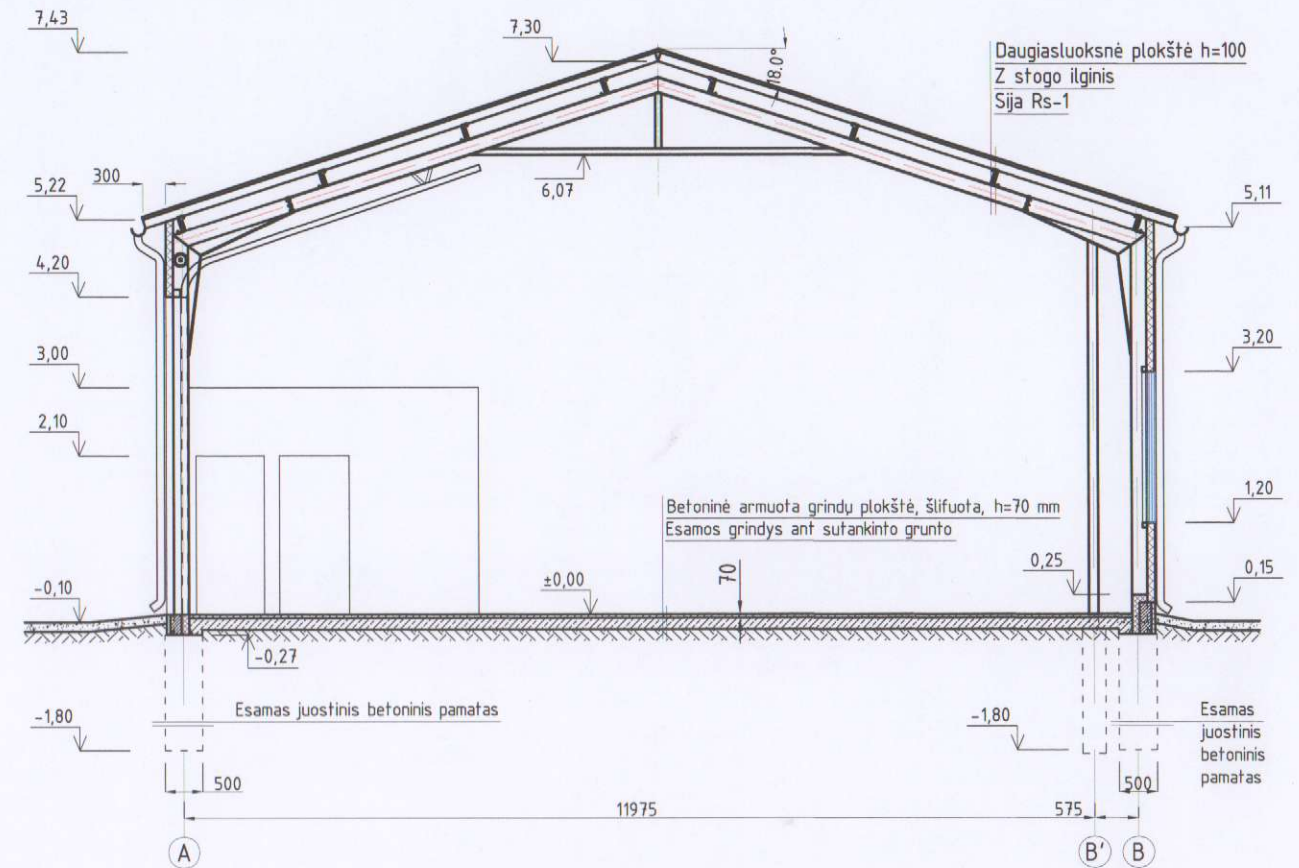 7,43
7,30
18.0°
Daugiasluoksnė plokštė h=100
Z stogo ilginis
Sija Rs-1
300
5,22
6,07
5,11
4,20
3,00
3,20
2,10
Betoninė armuota grindų plokštė, šlifuota, h=70 mm
Esamos grindys ant sutankinto grunto
1,20
-0,10
±0,00
70
0,25
0,15
-0,27
Esamas juostinis betoninis pamatas
-1,80
-1,80
Esamas
juostinis
betoninis
pamatas
500
500
11975
575
A
B'
B